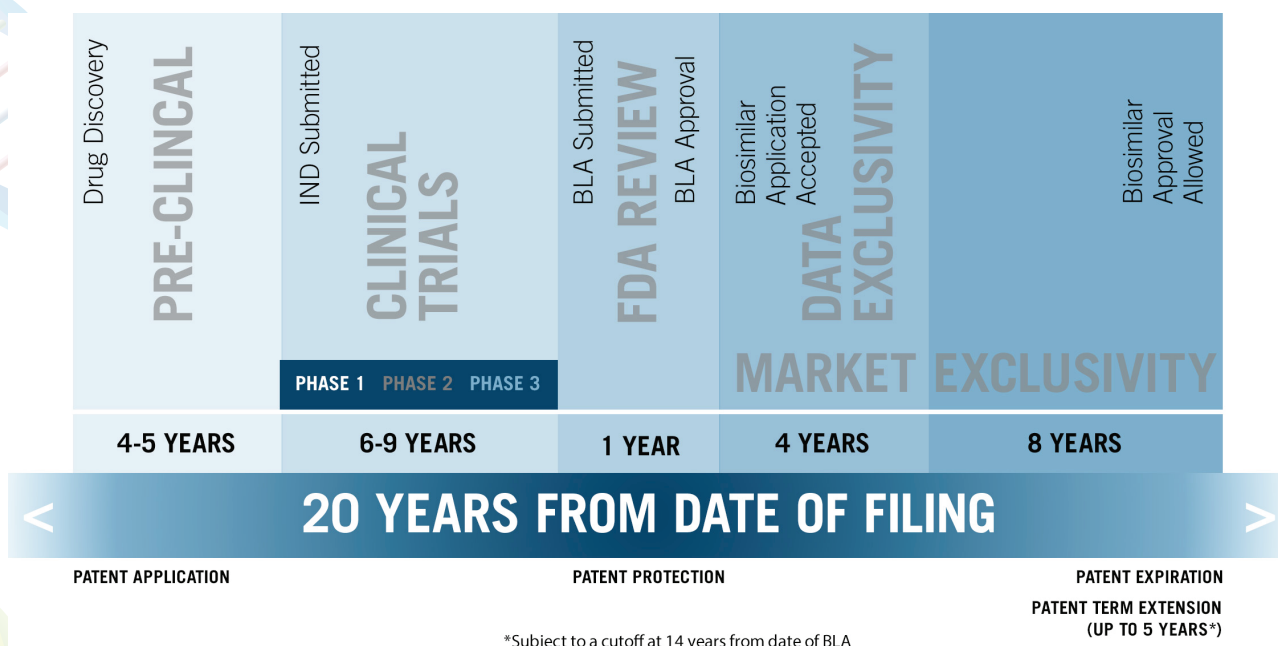 Drug Discovery
PRE-CLINCAL
IND Submitted
CLINICAL
TRIALS
BLA Submitted
FDA REVIEW
BLA Approval
Biosimilar
Application
Accepted
DATA
EXCLUSIVITY
Biosimilar
Approval
Allowed
MARKET EXCLUSIVITY
PHASE 1 PHASE 2 PHASE 3
4-5 YEARS 6-9 YEARS 1 YEAR 4 YEARS 8 YEARS
< 20 YEARS FROM DATE OF FILING >
PATENT APPLICATION PATENT PROTECTION PATENT EXPIRATION
PATENT TERM EXTENSION
(UP TO 5 YEARS*)
*Subject to a cutoff at 14 years from date of BLA